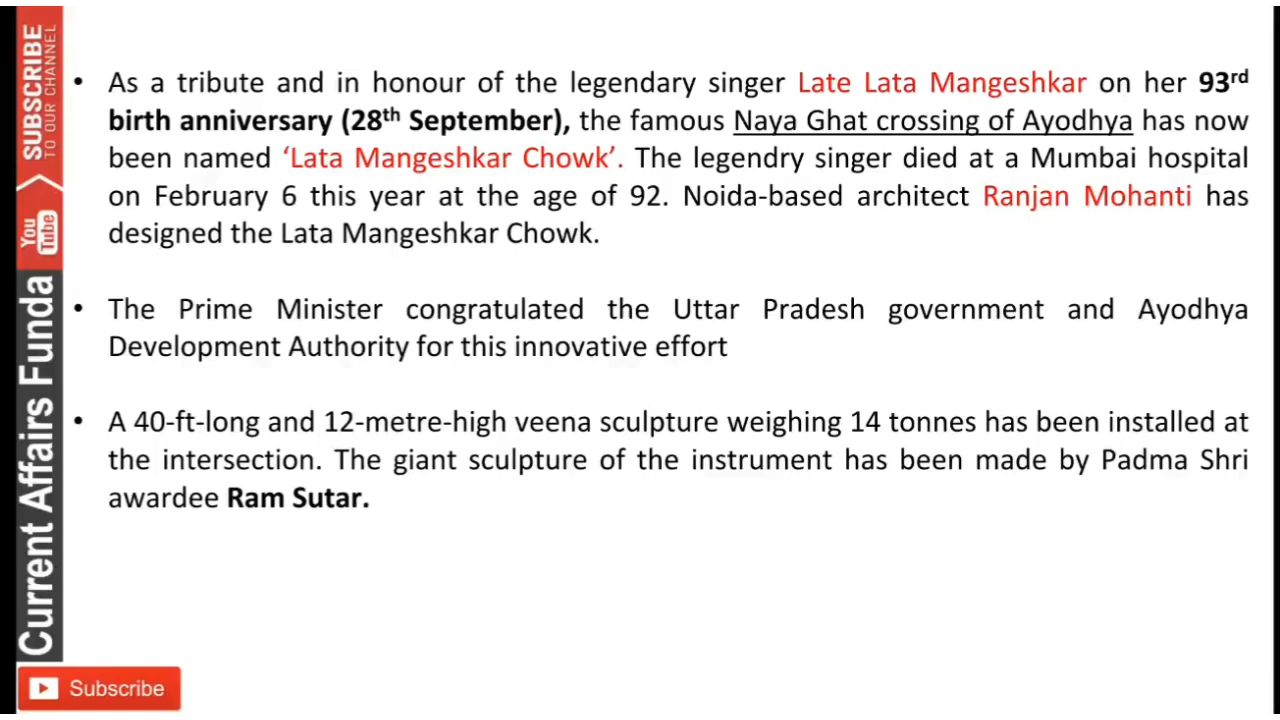 SUBSCRIBE
TO OUR CHANNEL
You
Tube
Current Affairs Funda
• As a tribute and in honour of the legendary singer Late Lata Mangeshkar on her 93rd
birth anniversary (28th September), the famous Naya Ghat crossing of Ayodhya has now
been named ‘Lata Mangeshkar Chowk’. The legendry singer died at a Mumbai hospital
on February 6 this year at the age of 92. Noida-based architect Ranjan Mohanti has
designed the Lata Mangeshkar Chowk.
• The Prime Minister congratulated the Uttar Pradesh government and Ayodhya
Development Authority for this innovative effort
• A 40-ft-long and 12-metre-high veena sculpture weighing 14 tonnes has been installed at
the intersection. The giant sculpture of the instrument has been made by Padma Shri
awardee Ram Sutar.
Subscribe